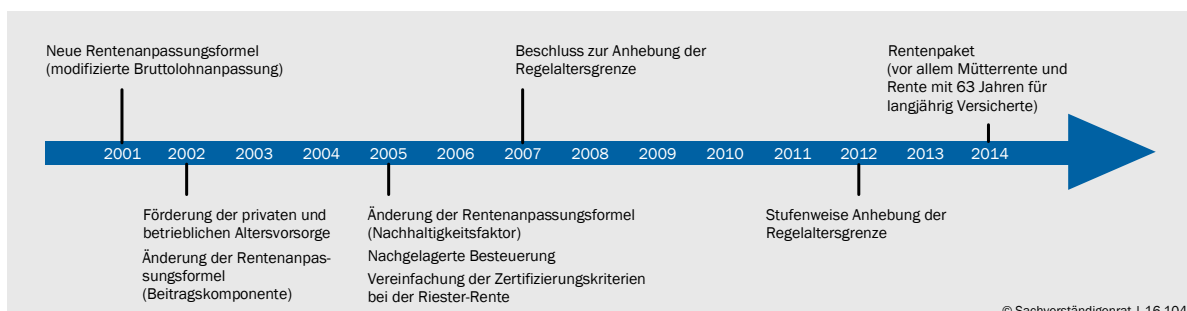 Neue Rentenanpassungsformel
(modifizierte Bruttolohnanpassung)
Beschluss zur Anhebung der
Regelaltersgrenze
Rentenpaket
(vor allem Mütterrente und
Rente mit 63 Jahren für
langjährig Versicherte)
2001 2002 2003 2004 2005 2006 2007 2008 2009 2010 2011 2012 2013 2014
Förderung der privaten und
betrieblichen Altersvorsorge
Änderung der Rentenanpas-
sungsformel
(Beitragskomponente)
Änderung der Rentenanpassungsformel
(Nachhaltigkeitsfaktor)
Nachgelagerte Besteuerung
Vereinfachung der Zertifizierungskriterien
bei der Riester-Rente
Stufenweise Anhebung der
Regelaltersgrenze
© Sachverständigenrat | 16-104